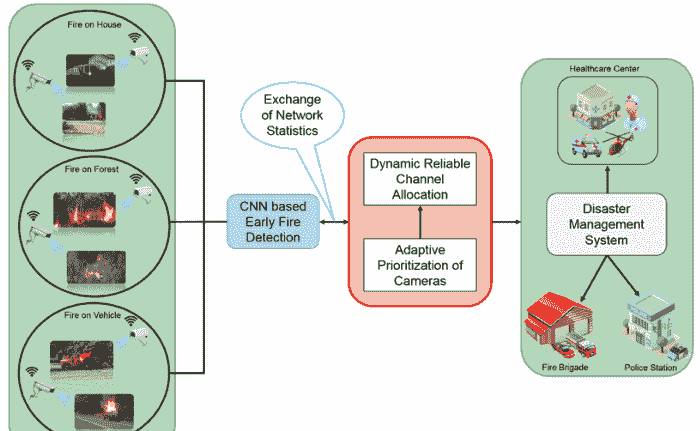 Fire on House
Fire on Forest
Fire on Vehicle
Exchange
of Network
Statistics
CNN based
Early Fire
Detection
Dynamic Reliable
Channel
Allocation
Adaptive
Prioritization of
Cameras
Healthcare Center
Disaster
Management
System
Fire Brigade
Police Station